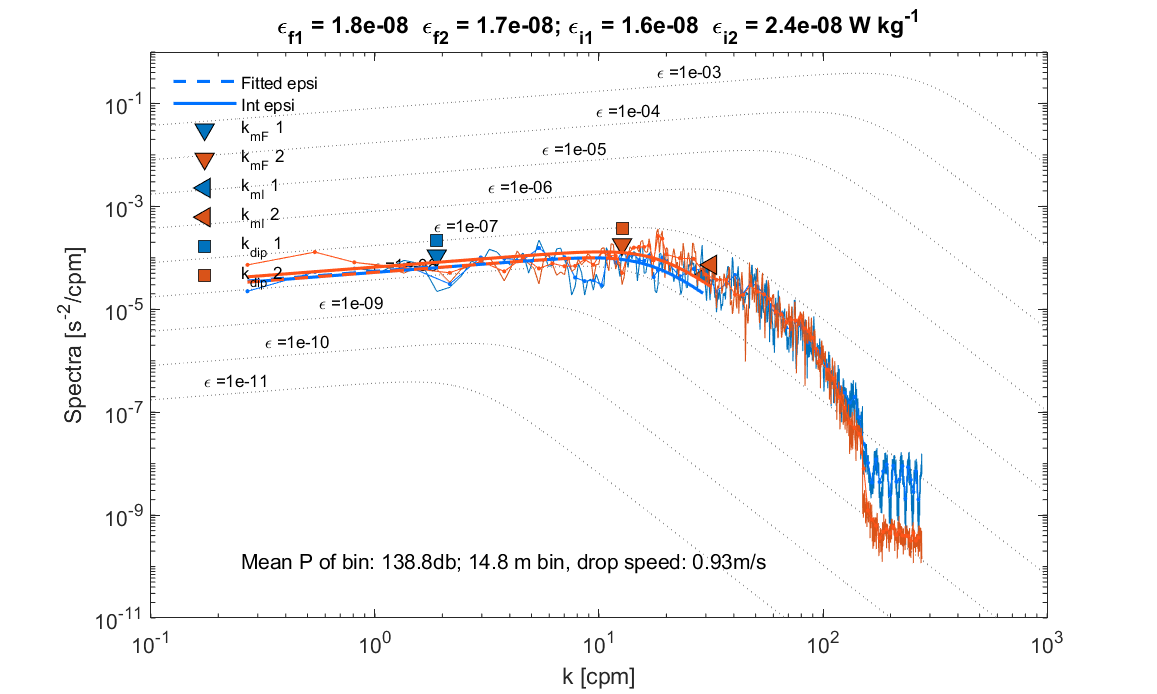 ϵf1 = 1.8e-08 ϵf2 = 1.7e-08; ϵi1 = 1.6e-08 ϵi2 = 2.4e-08 W kg-1
Fitted epsi
Int epsi
kmF 1
kmF 2
kmI 1
kmI 2
kdip 1
kdip 2
ϵ =1e-03
ϵ =1e-04
ϵ =1e-05
ϵ =1e-06
ϵ =1e-07
ϵ =1e-09
ϵ =1e-10
ϵ =1e-11
Mean P of bin: 138.8db; 14.8 m bin, drop speed: 0.93m/s
Spectra [s-2/cpm]
10-1
10-3
10-5
10-7
10-9
10-11
10-1 100 101 102 103
k [cpm]